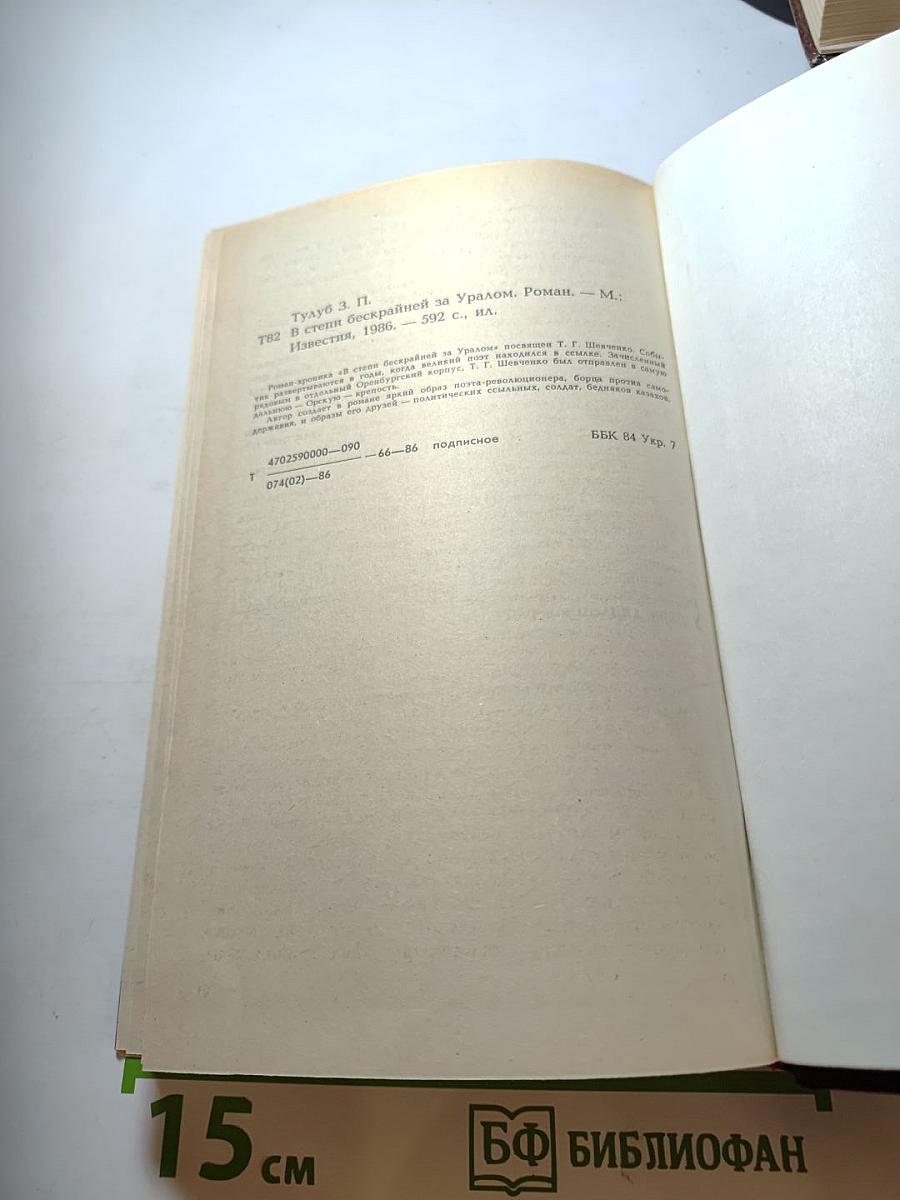 Тулуб З. П.
Т82 В степи бескрайней за Уралом. Роман. — М.:
Известия, 1986. — 592 с., ил.
Роман-хроника «В степи бескрайней за Уралом» посвящен Т. Г. Шевченко. Собы-
тия развертываются в годы, когда великий поэт находился в ссылке. Зачисленный
рядовым в отдельный Оренбургский корпус, Т. Г. Шевченко был отправлен в самую
дальнюю — Орскую — крепость.
Автор создает в романе яркий образ поэта-революционера, борца против само-
державия, и образы его друзей — политических ссыльных, солдат, бедняков казахов.
Т 4702590000—090
074(02)—86
—66—86 подписное
ББК 84 Укр. 7
15 см
БФ БИБЛИОФАН